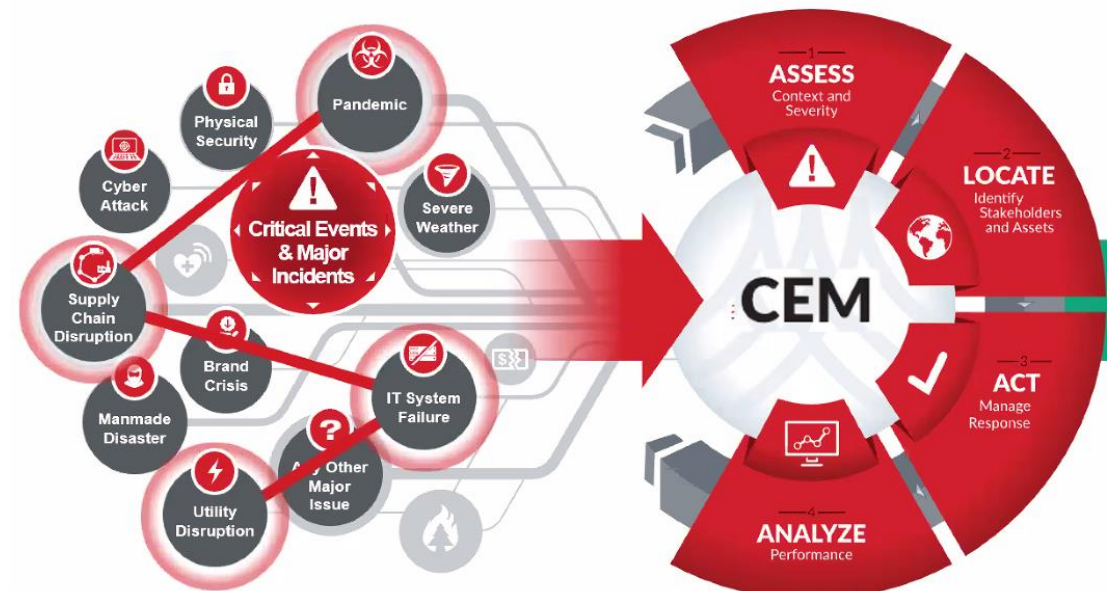 Pandemic
Physical
Security
Cyber
Attack
Critical Events
& Major
Incidents
Severe
Weather
Supply
Chain
Disruption
Brand
Crisis
IT System
Failure
Manmade
Disaster
?
Any Other
Major
Issue
Utility
Disruption
$
CEM
1
ASSESS
Context and
Severity
2
LOCATE
Identify
Stakeholders
and Assets
3
ACT
Manage
Response
4
ANALYZE
Performance